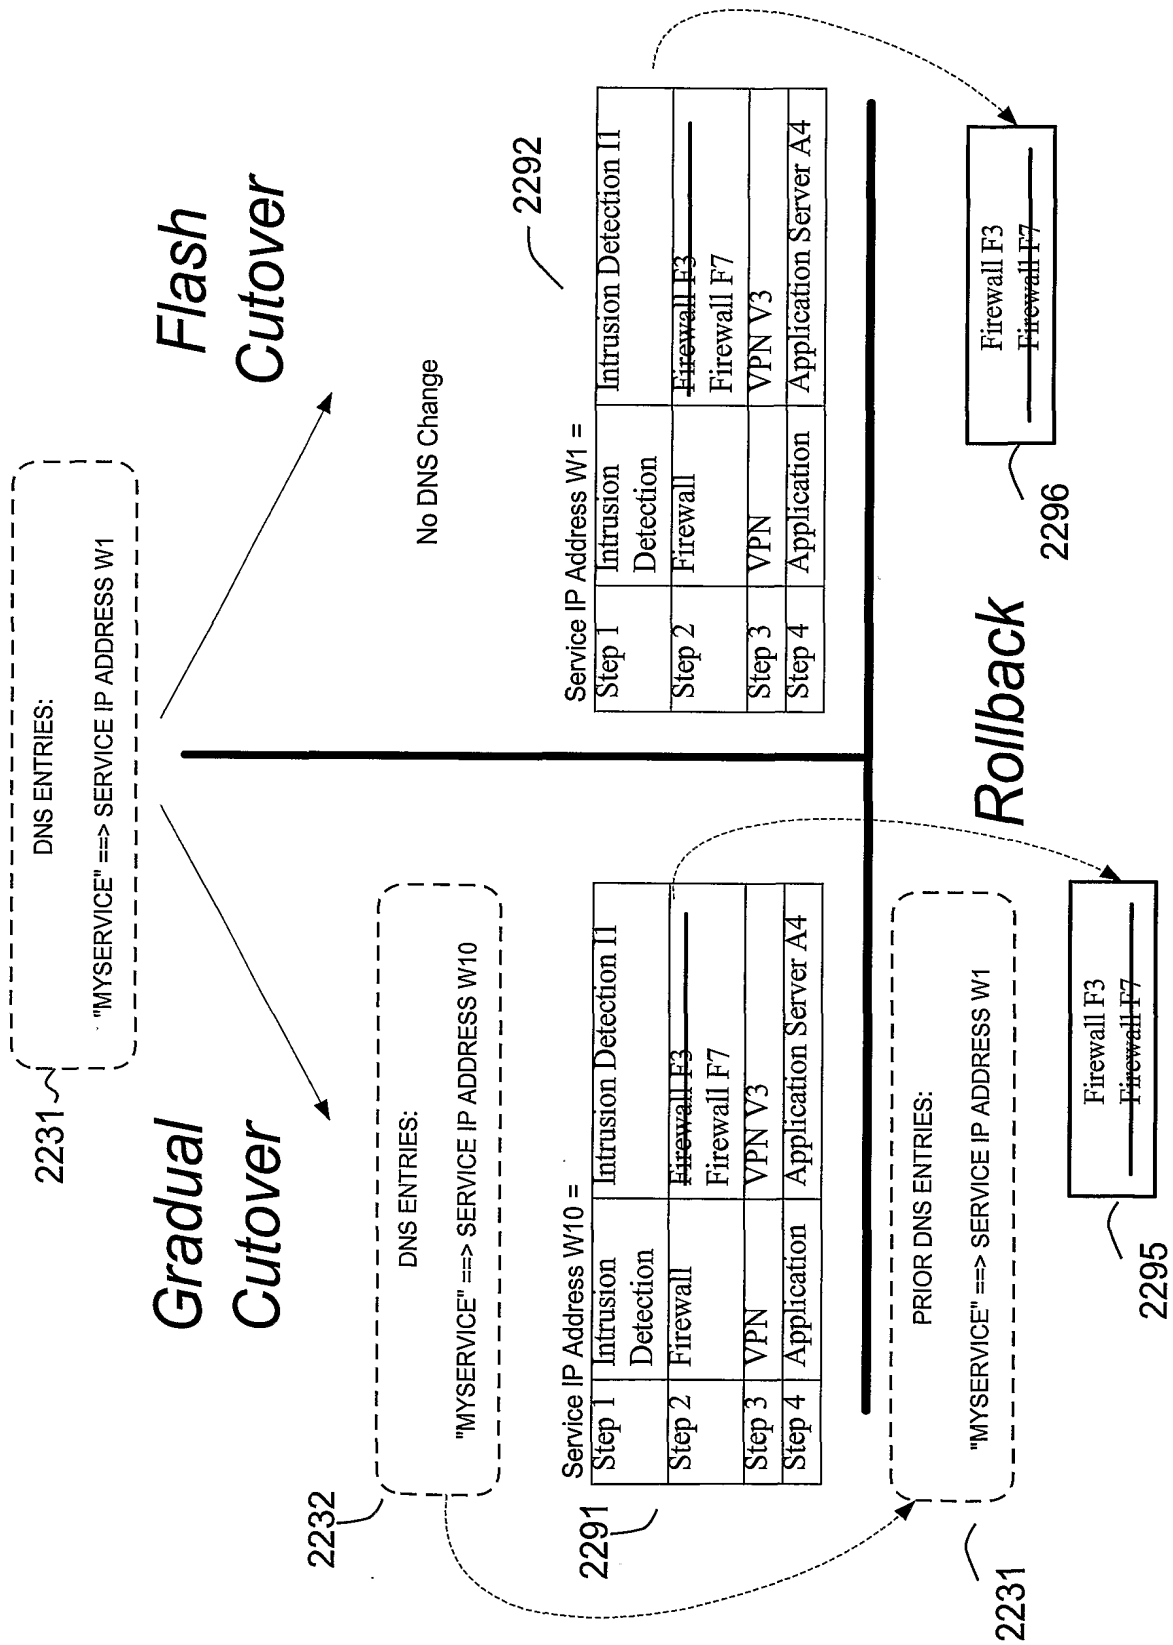 2231
DNS ENTRIES:
"MYSERVICE" ==> SERVICE IP ADDRESS W1
Gradual
Cutover
Flash
Cutover
2232
DNS ENTRIES:
"MYSERVICE" ==> SERVICE IP ADDRESS W10
No DNS Change
2291
Service IP Address W10 =
Step 1 Intrusion Detection Intrusion Detection I1
Step 2 Firewall Firewall F3
Firewall F7
Step 3 VPN VPN V3
Step 4 Application Application Server A4
2292
Service IP Address W1 =
Step 1 Intrusion Detection Intrusion Detection I1
Step 2 Firewall Firewall F3
Firewall F7
Step 3 VPN VPN V3
Step 4 Application Application Server A4
Rollback
2231
PRIOR DNS ENTRIES:
"MYSERVICE" ==> SERVICE IP ADDRESS W1
2295
Firewall F3
Firewall F7
2296
Firewall F3
Firewall F7